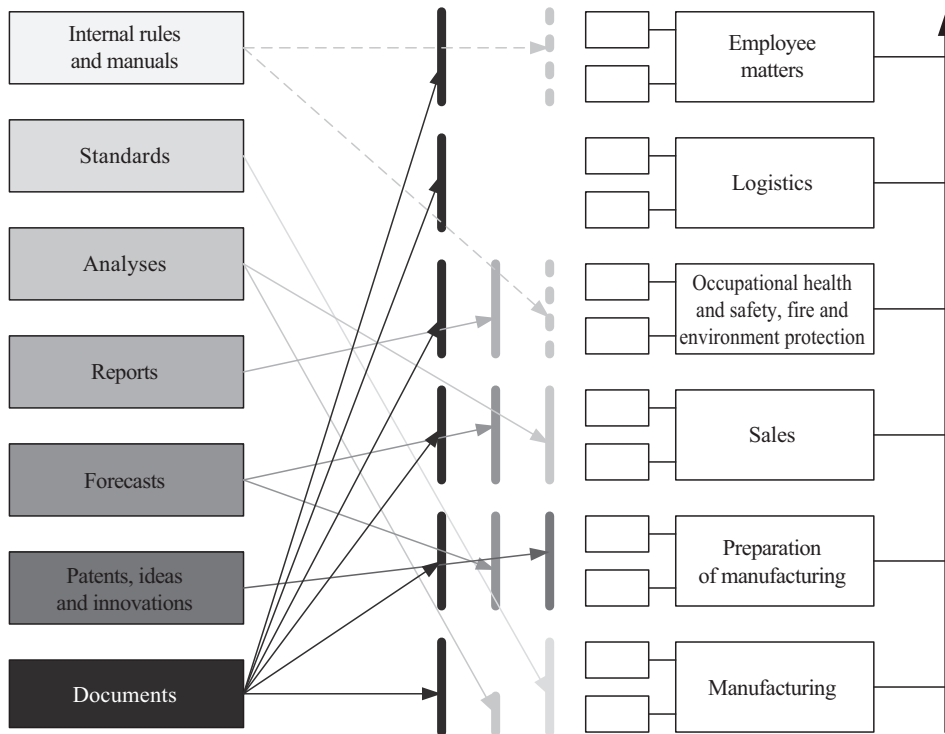 Internal rules
and manuals
Standards
Analyses
Reports
Forecasts
Patents, ideas
and innovations
Documents
Employee
matters
Logistics
Occupational health
and safety, fire and
environment protection
Sales
Preparation
of manufacturing
Manufacturing